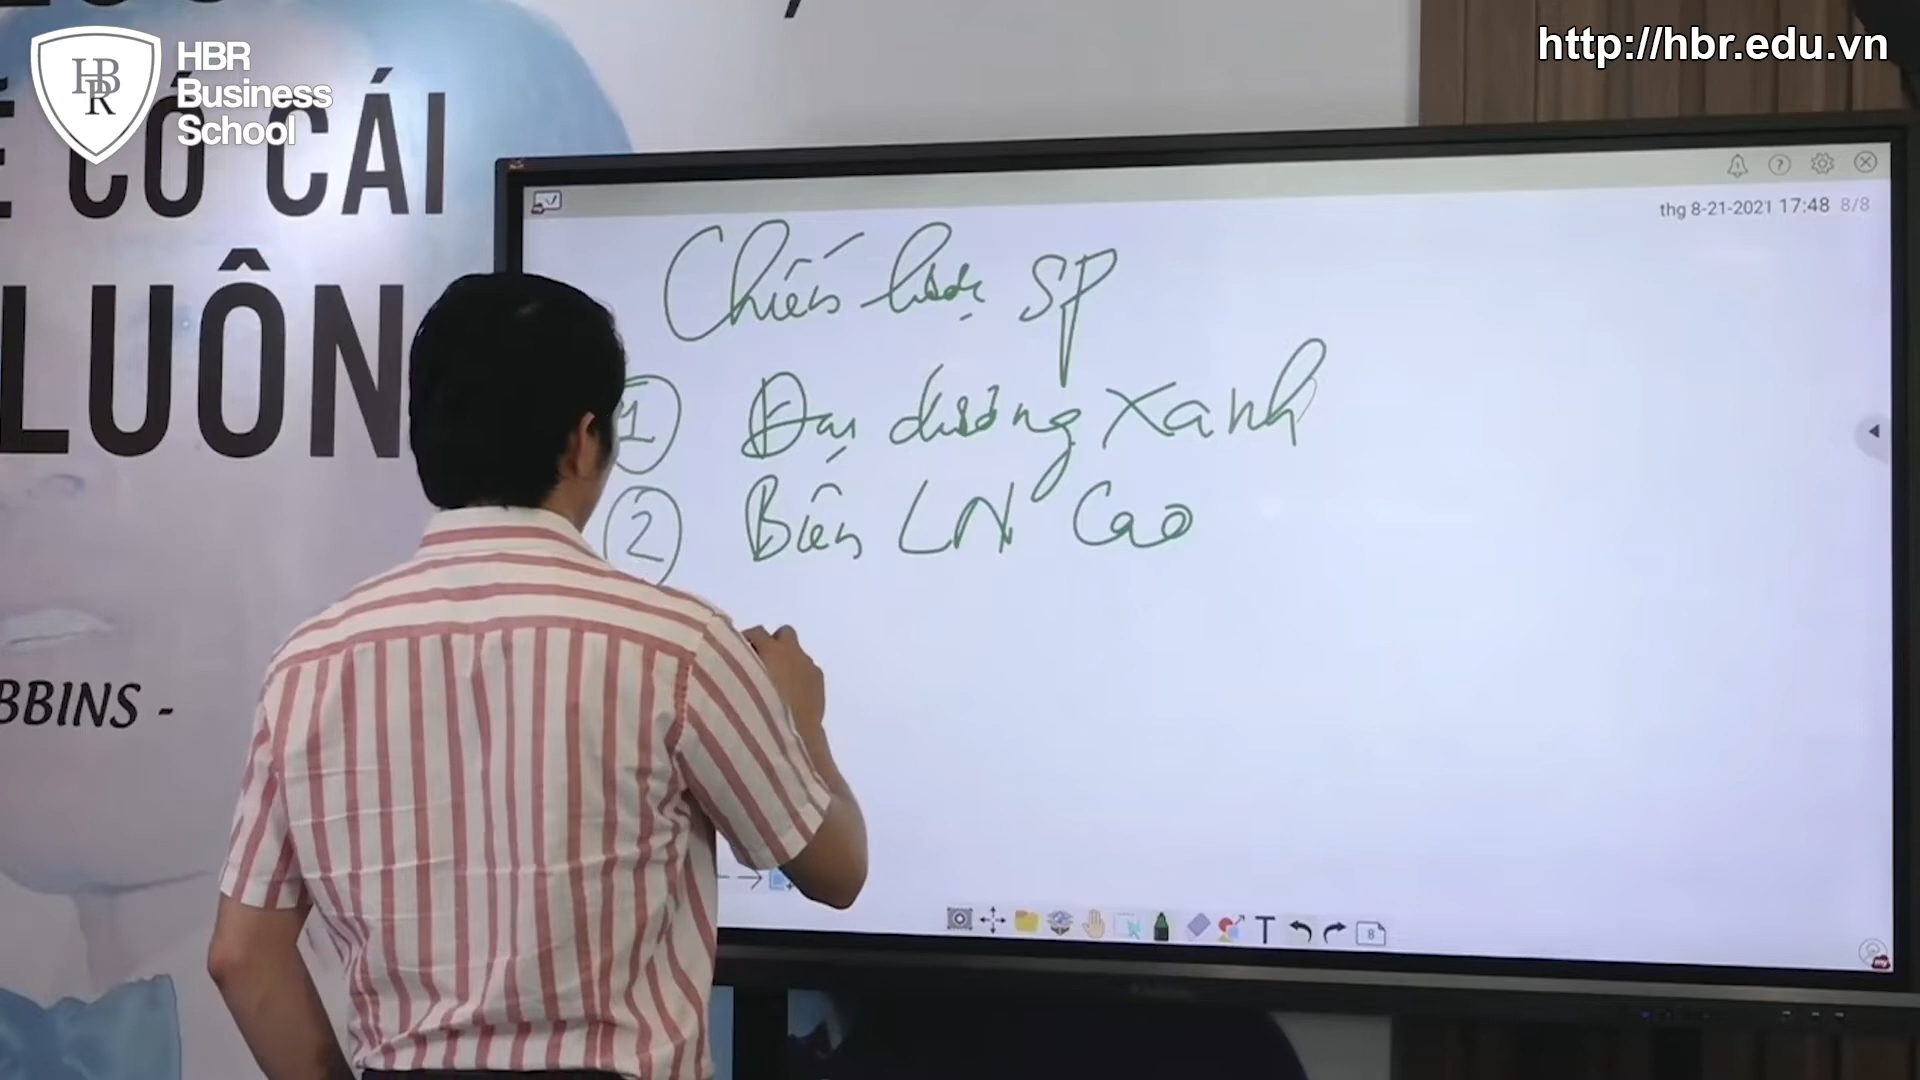 HBR
Business
School
http://hbr.edu.vn
CÓ CÁI
LUÔN
BBINS -
thg 8-21-2021 17:48 8/8
Chiến lược SP
1 Đại dương xanh
2 Biên LN Cao
T
8